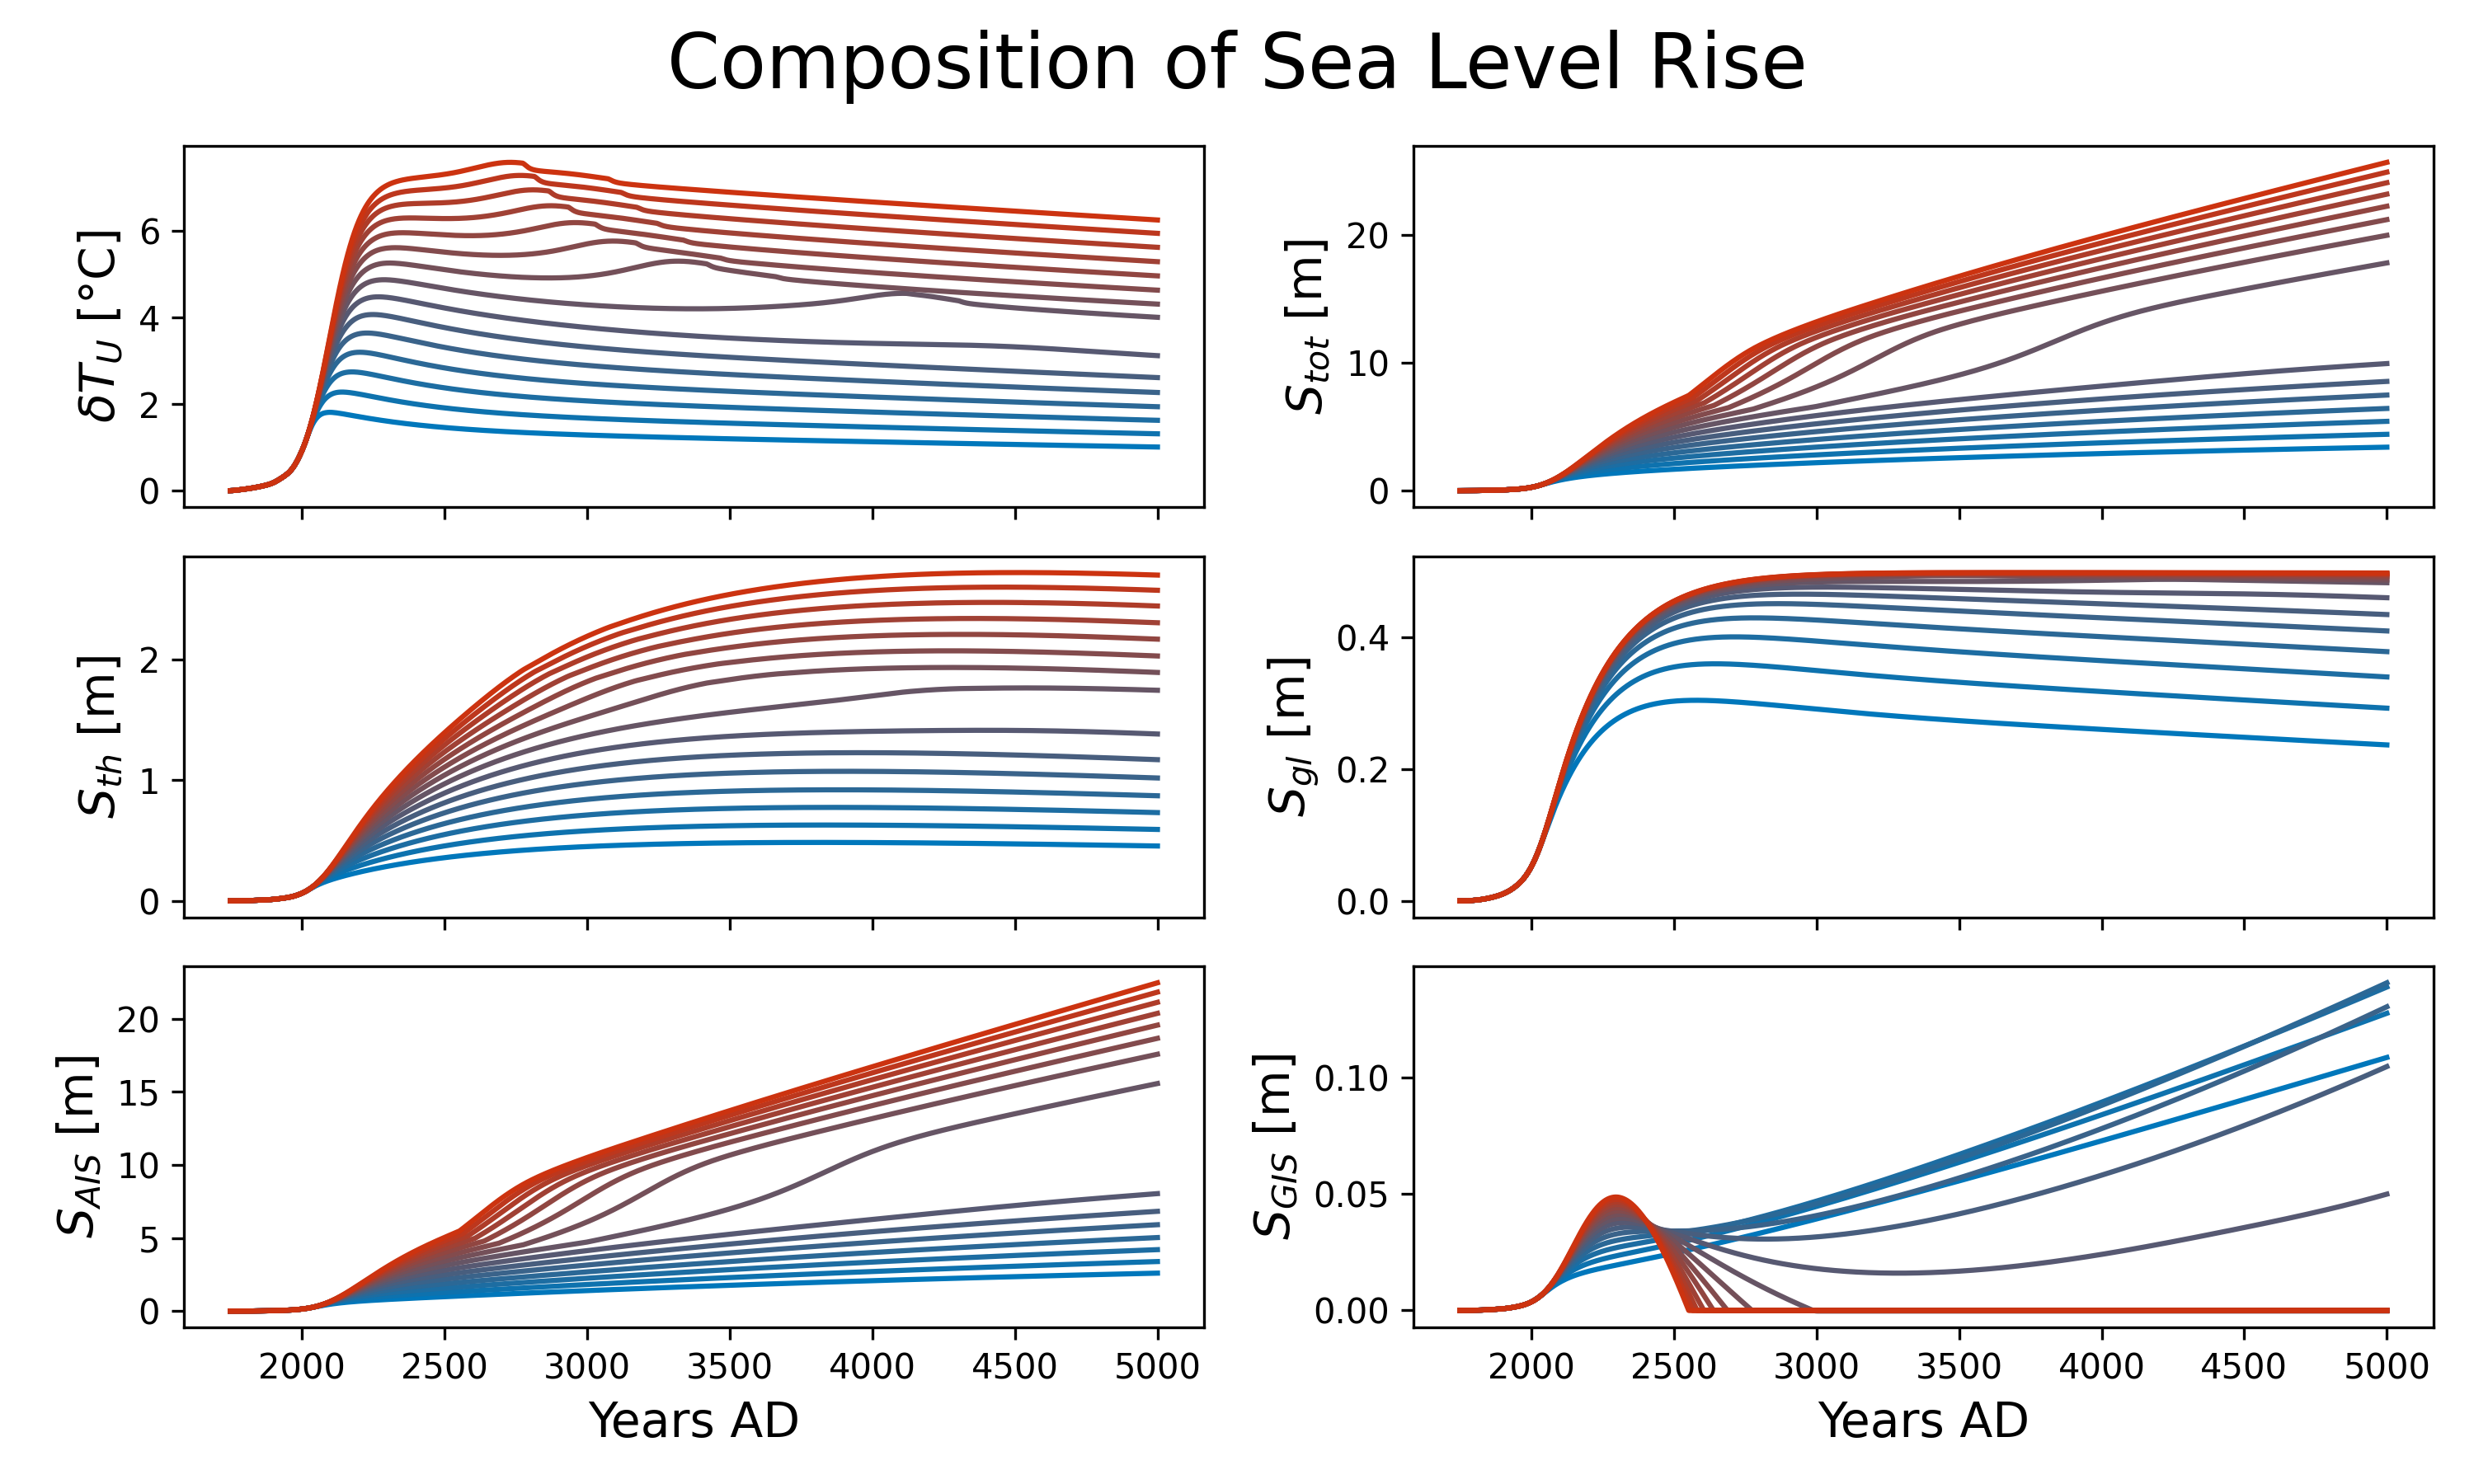 Composition of Sea Level Rise
δT_U [°C]
6
4
2
0
S_tot [m]
20
10
0
S_th [m]
2
1
0
S_gl [m]
0.4
0.2
0.0
S_AIS [m]
20
15
10
5
0
2000 2500 3000 3500 4000 4500 5000
Years AD
S_GIS [m]
0.10
0.05
0.00
2000 2500 3000 3500 4000 4500 5000
Years AD